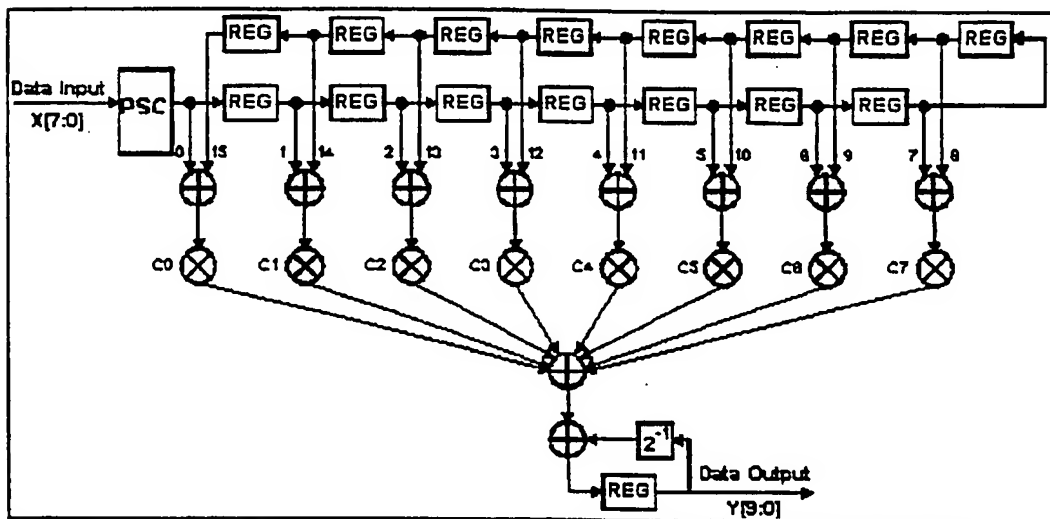 REG REG REG REG REG REG REG REG
Data Input
X[7:0]
PSC
REG REG REG REG REG REG REG
0 15 1 14 2 13 3 12 4 11 5 10 6 9 7 8
C0 C1 C2 C3 C4 C5 C6 C7
2⁻¹
REG
Data Output
Y[9:0]